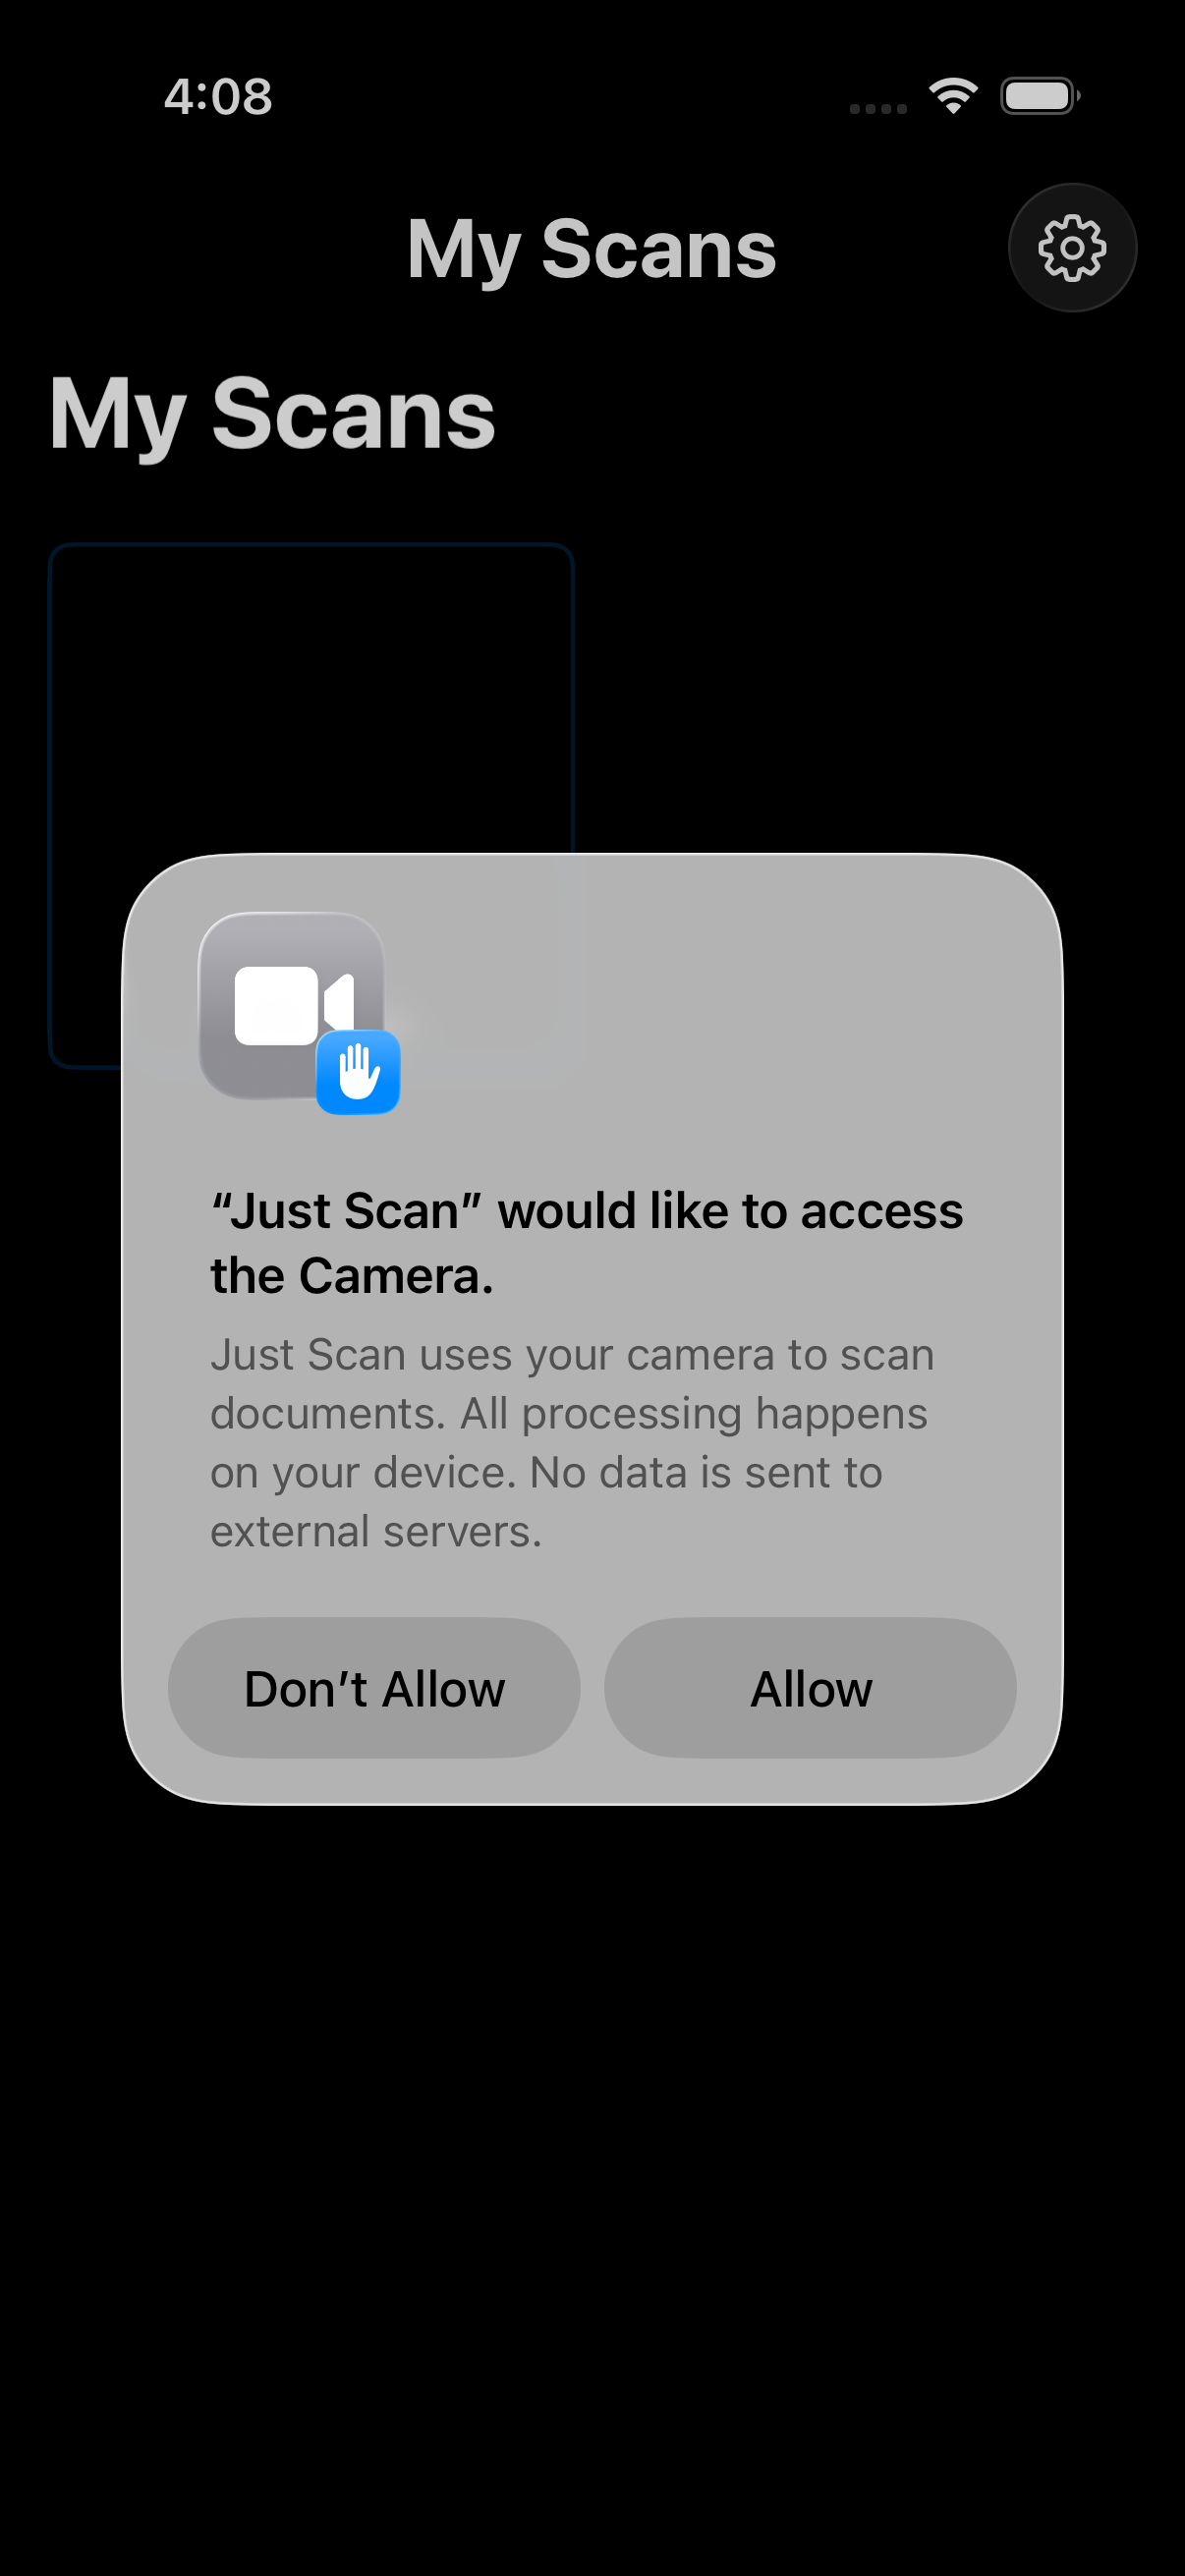 4:08
My Scans
My Scans
“Just Scan” would like to access
the Camera.
Just Scan uses your camera to scan
documents. All processing happens
on your device. No data is sent to
external servers.
Don’t Allow
Allow